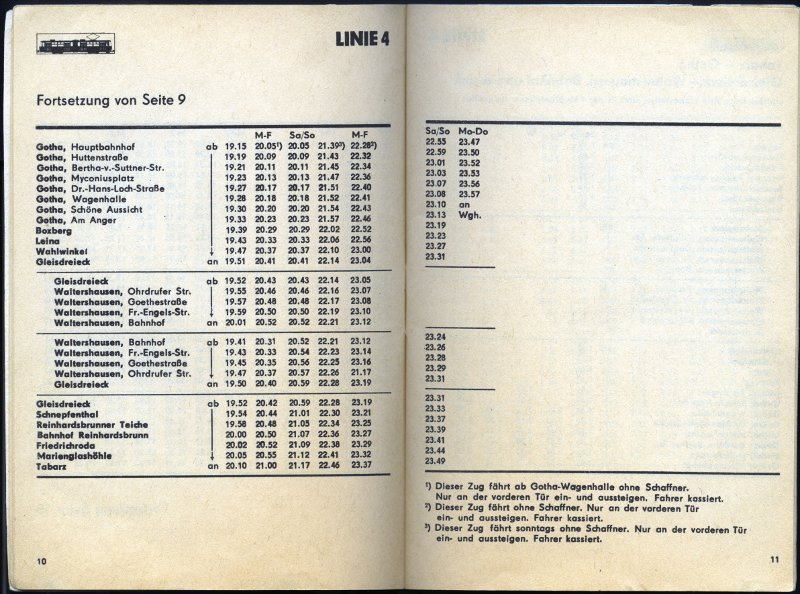 LINIE 4
Fortsetzung von Seite 9
M-F Sa/So M-F
Gotha, Hauptbahnhof ab 19.15 20.05¹) 20.05 21.39³) 22.28²)
Gotha, Huttenstraße 19.19 20.09 20.09 21.43 22.32
Gotha, Bertha-v.-Suttner-Str. 19.21 20.11 20.11 21.45 22.34
Gotha, Myconiusplatz 19.23 20.13 20.13 21.47 22.36
Gotha, Dr.-Hans-Loch-Straße 19.27 20.17 20.17 21.51 22.40
Gotha, Wagenhalle 19.28 20.18 20.18 21.52 22.41
Gotha, Schöne Aussicht 19.30 20.20 20.20 21.54 22.43
Gotha, Am Anger 19.33 20.23 20.23 21.57 22.46
Boxberg 19.39 20.29 20.29 22.02 22.52
Leina 19.43 20.33 20.33 22.06 22.56
Wahlwinkel 19.47 20.37 20.37 22.10 23.00
Gleisdreieck an 19.51 20.41 20.41 22.14 23.04
Gleisdreieck ab 19.52 20.43 20.43 22.14 23.05
Waltershausen, Ohrdrufer Str. 19.55 20.46 20.46 22.16 23.07
Waltershausen, Goethestraße 19.57 20.48 20.48 22.17 23.08
Waltershausen, Fr.-Engels-Str. 19.59 20.50 20.50 22.19 23.10
Waltershausen, Bahnhof an 20.01 20.52 20.52 22.21 23.12
Waltershausen, Bahnhof ab 19.41 20.31 20.52 22.21 23.12
Waltershausen, Fr.-Engels-Str. 19.43 20.33 20.54 22.23 23.14
Waltershausen, Goethestraße 19.45 20.35 20.56 22.25 23.16
Waltershausen, Ohrdrufer Str. 19.47 20.37 20.57 22.26 21.17
Gleisdreieck an 19.50 20.40 20.59 22.28 23.19
Gleisdreieck ab 19.52 20.42 20.59 22.28 23.19
Schnepfenthal 19.54 20.44 21.01 22.30 23.21
Reinhardsbrunner Teiche 19.58 20.48 21.05 22.34 23.25
Bahnhof Reinhardsbrunn 20.00 20.50 21.07 22.36 23.27
Friedrichroda 20.02 20.52 21.09 22.38 23.29
Marienglashöhle 20.05 20.55 21.12 22.41 23.32
Tabarz an 20.10 21.00 21.17 22.46 23.37
10
Sa/So Mo-Do
22.55 23.47
22.59 23.50
23.01 23.52
23.03 23.53
23.07 23.56
23.08 23.57
23.10 an
23.13 Wgh.
23.19
23.23
23.27
23.31
23.24
23.26
23.28
23.29
23.31
23.31
23.33
23.37
23.39
23.41
23.44
23.49
¹) Dieser Zug fährt ab Gotha-Wagenhalle ohne Schaffner.
Nur an der vorderen Tür ein- und aussteigen. Fahrer kassiert.
²) Dieser Zug fährt ohne Schaffner. Nur an der vorderen Tür
ein- und aussteigen. Fahrer kassiert.
³) Dieser Zug fährt sonntags ohne Schaffner. Nur an der vorderen Tür
ein- und aussteigen. Fahrer kassiert.
11